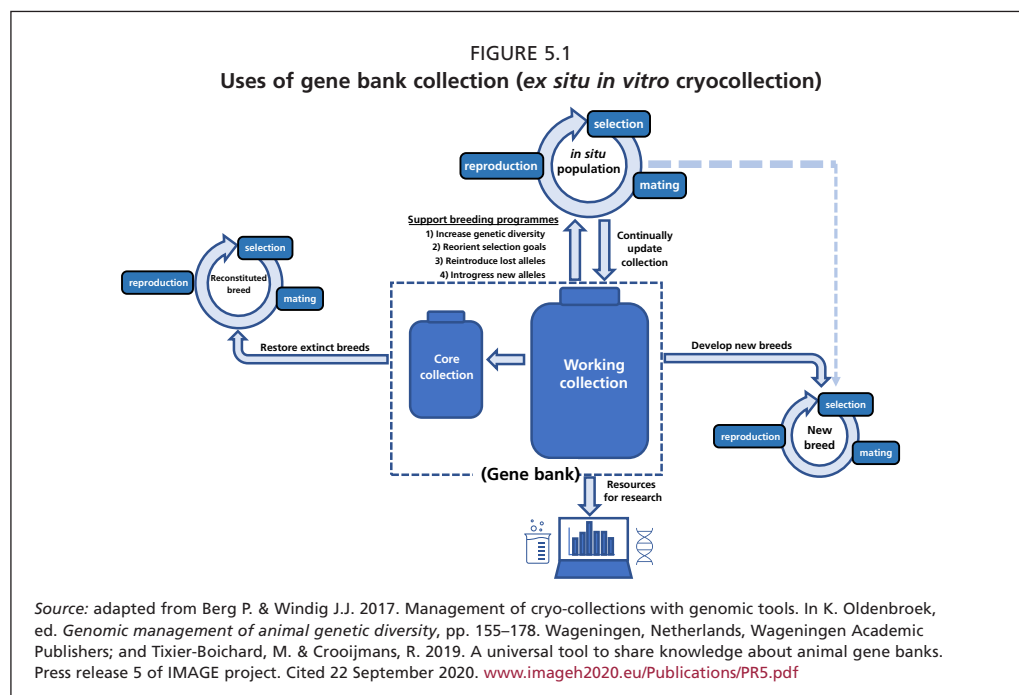 FIGURE 5.1
Uses of gene bank collection (ex situ in vitro cryocollection)
selection
in situ
population
reproduction
mating
Support breeding programmes
1) Increase genetic diversity
2) Reorient selection goals
3) Reintroduce lost alleles
4) Introgress new alleles
Continually
update
collection
selection
Reconstituted
breed
reproduction
mating
Restore extinct breeds
Core
collection
Working
collection
Develop new breeds
selection
New
breed
reproduction
mating
(Gene bank)
Resources
for research
Source: adapted from Berg P. & Windig J.J. 2017. Management of cryo-collections with genomic tools. In K. Oldenbroek,
ed. Genomic management of animal genetic diversity, pp. 155–178. Wageningen, Netherlands, Wageningen Academic
Publishers; and Tixier-Boichard, M. & Crooijmans, R. 2019. A universal tool to share knowledge about animal gene banks.
Press release 5 of IMAGE project. Cited 22 September 2020. www.imageh2020.eu/Publications/PR5.pdf